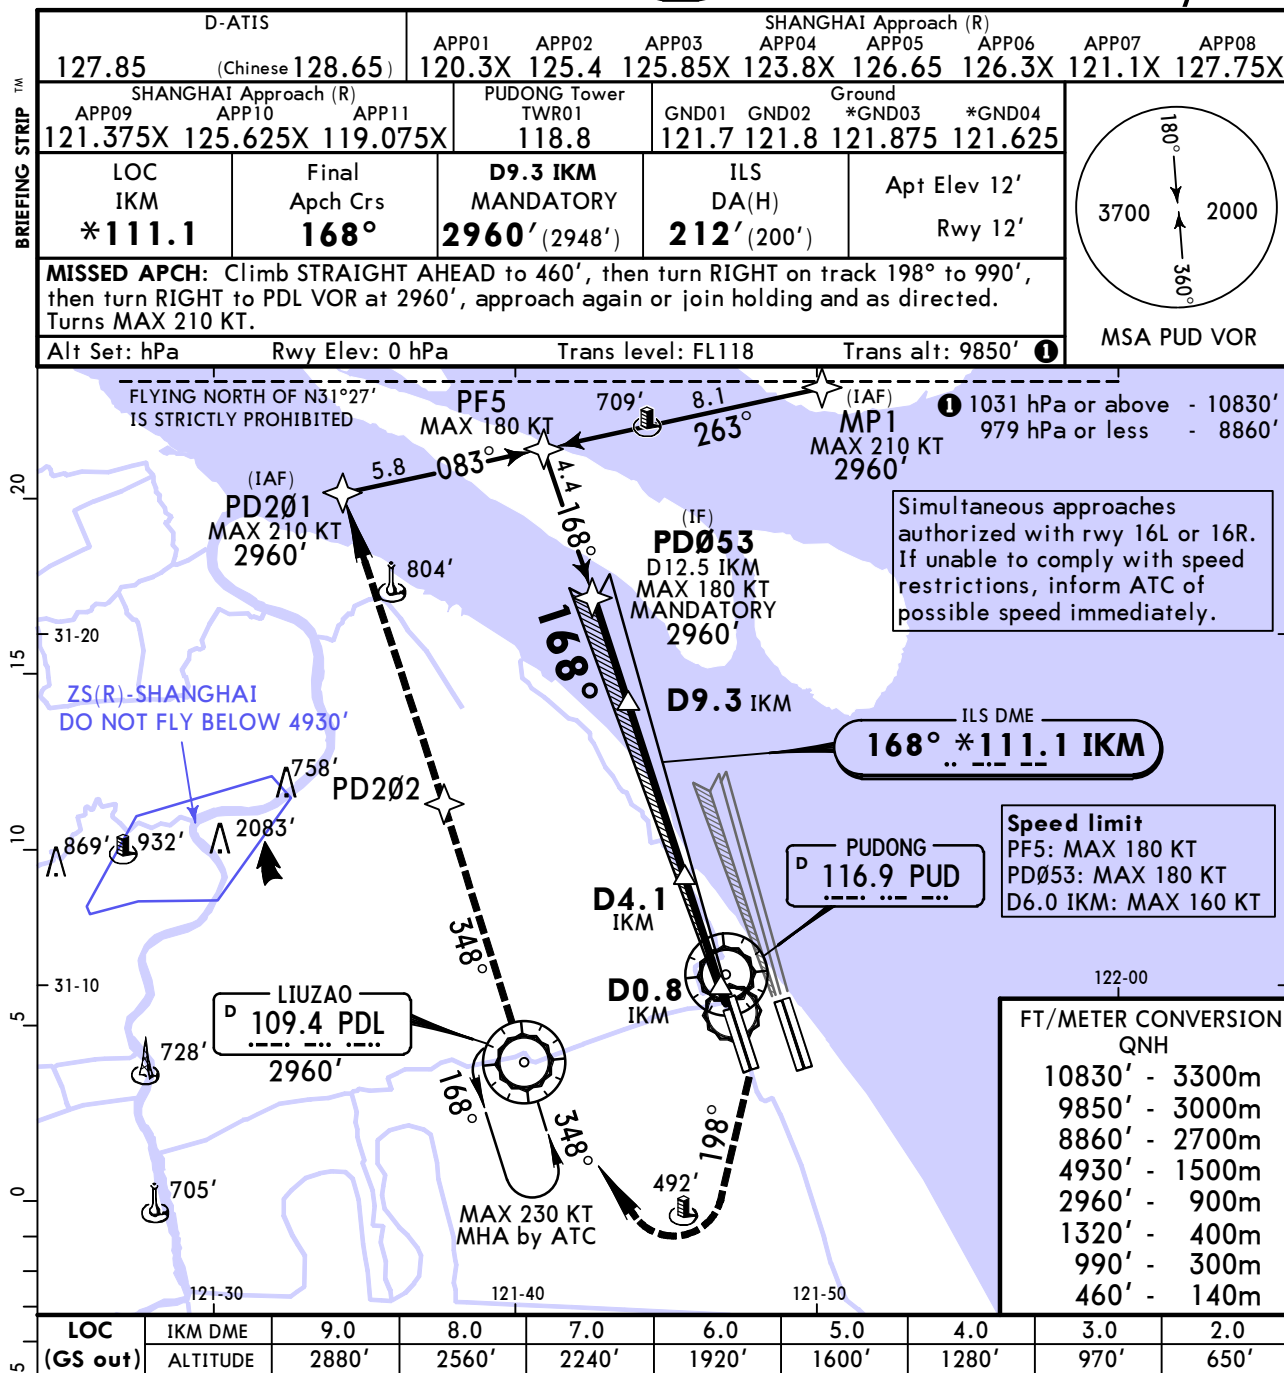 D-ATIS
127.85 (Chinese 128.65)
SHANGHAI Approach (R)
APP01 APP02 APP03 APP04 APP05 APP06 APP07 APP08
120.3X 125.4 125.85X 123.8X 126.65 126.3X 121.1X 127.75X
SHANGHAI Approach (R)
APP09 APP10 APP11
121.375X 125.625X 119.075X
PUDONG Tower
TWR01
118.8
Ground
GND01 GND02 *GND03 *GND04
121.7 121.8 121.875 121.625
BRIEFING STRIP TM
LOC
IKM
*111.1
Final
Apch Crs
168°
D9.3 IKM
MANDATORY
2960' (2948')
ILS
DA(H)
212' (200')
Apt Elev 12'
Rwy 12'
180°
3700 2000
360°
MSA PUD VOR
MISSED APCH: Climb STRAIGHT AHEAD to 460', then turn RIGHT on track 198° to 990',
then turn RIGHT to PDL VOR at 2960', approach again or join holding and as directed.
Turns MAX 210 KT.
Alt Set: hPa Rwy Elev: 0 hPa Trans level: FL118 Trans alt: 9850' 1
FLYING NORTH OF N31°27'
IS STRICTLY PROHIBITED
PF5
MAX 180 KT
709'
8.1
263°
(IAF)
MP1
MAX 210 KT
2960'
1 1031 hPa or above - 10830'
979 hPa or less - 8860'
5.8
083°
(IAF)
PD2Ø1
MAX 210 KT
2960'
4.4
168°
(IF)
PDØ53
D12.5 IKM
MAX 180 KT
MANDATORY
2960'
Simultaneous approaches
authorized with rwy 16L or 16R.
If unable to comply with speed
restrictions, inform ATC of
possible speed immediately.
804'
20
31-20
15
168°
ZS(R)-SHANGHAI
DO NOT FLY BELOW 4930'
D9.3 IKM
ILS DME
168° *111.1 IKM
758'
PD2Ø2
869'
932'
2083'
10
PUDONG
D 116.9 PUD
Speed limit
PF5: MAX 180 KT
PDØ53: MAX 180 KT
D6.0 IKM: MAX 160 KT
D4.1
IKM
348°
31-10
D0.8
IKM
122-00
LIUZAO
D 109.4 PDL
2960'
5
728'
168°
348°
198°
FT/METER CONVERSION
QNH
10830' - 3300m
9850' - 3000m
8860' - 2700m
4930' - 1500m
2960' - 900m
1320' - 400m
990' - 300m
460' - 140m
0
705'
492'
MAX 230 KT
MHA by ATC
121-30 121-40 121-50
5
LOC IKM DME 9.0 8.0 7.0 6.0 5.0 4.0 3.0 2.0
(GS out) ALTITUDE 2880' 2560' 2240' 1920' 1600' 1280' 970' 650'